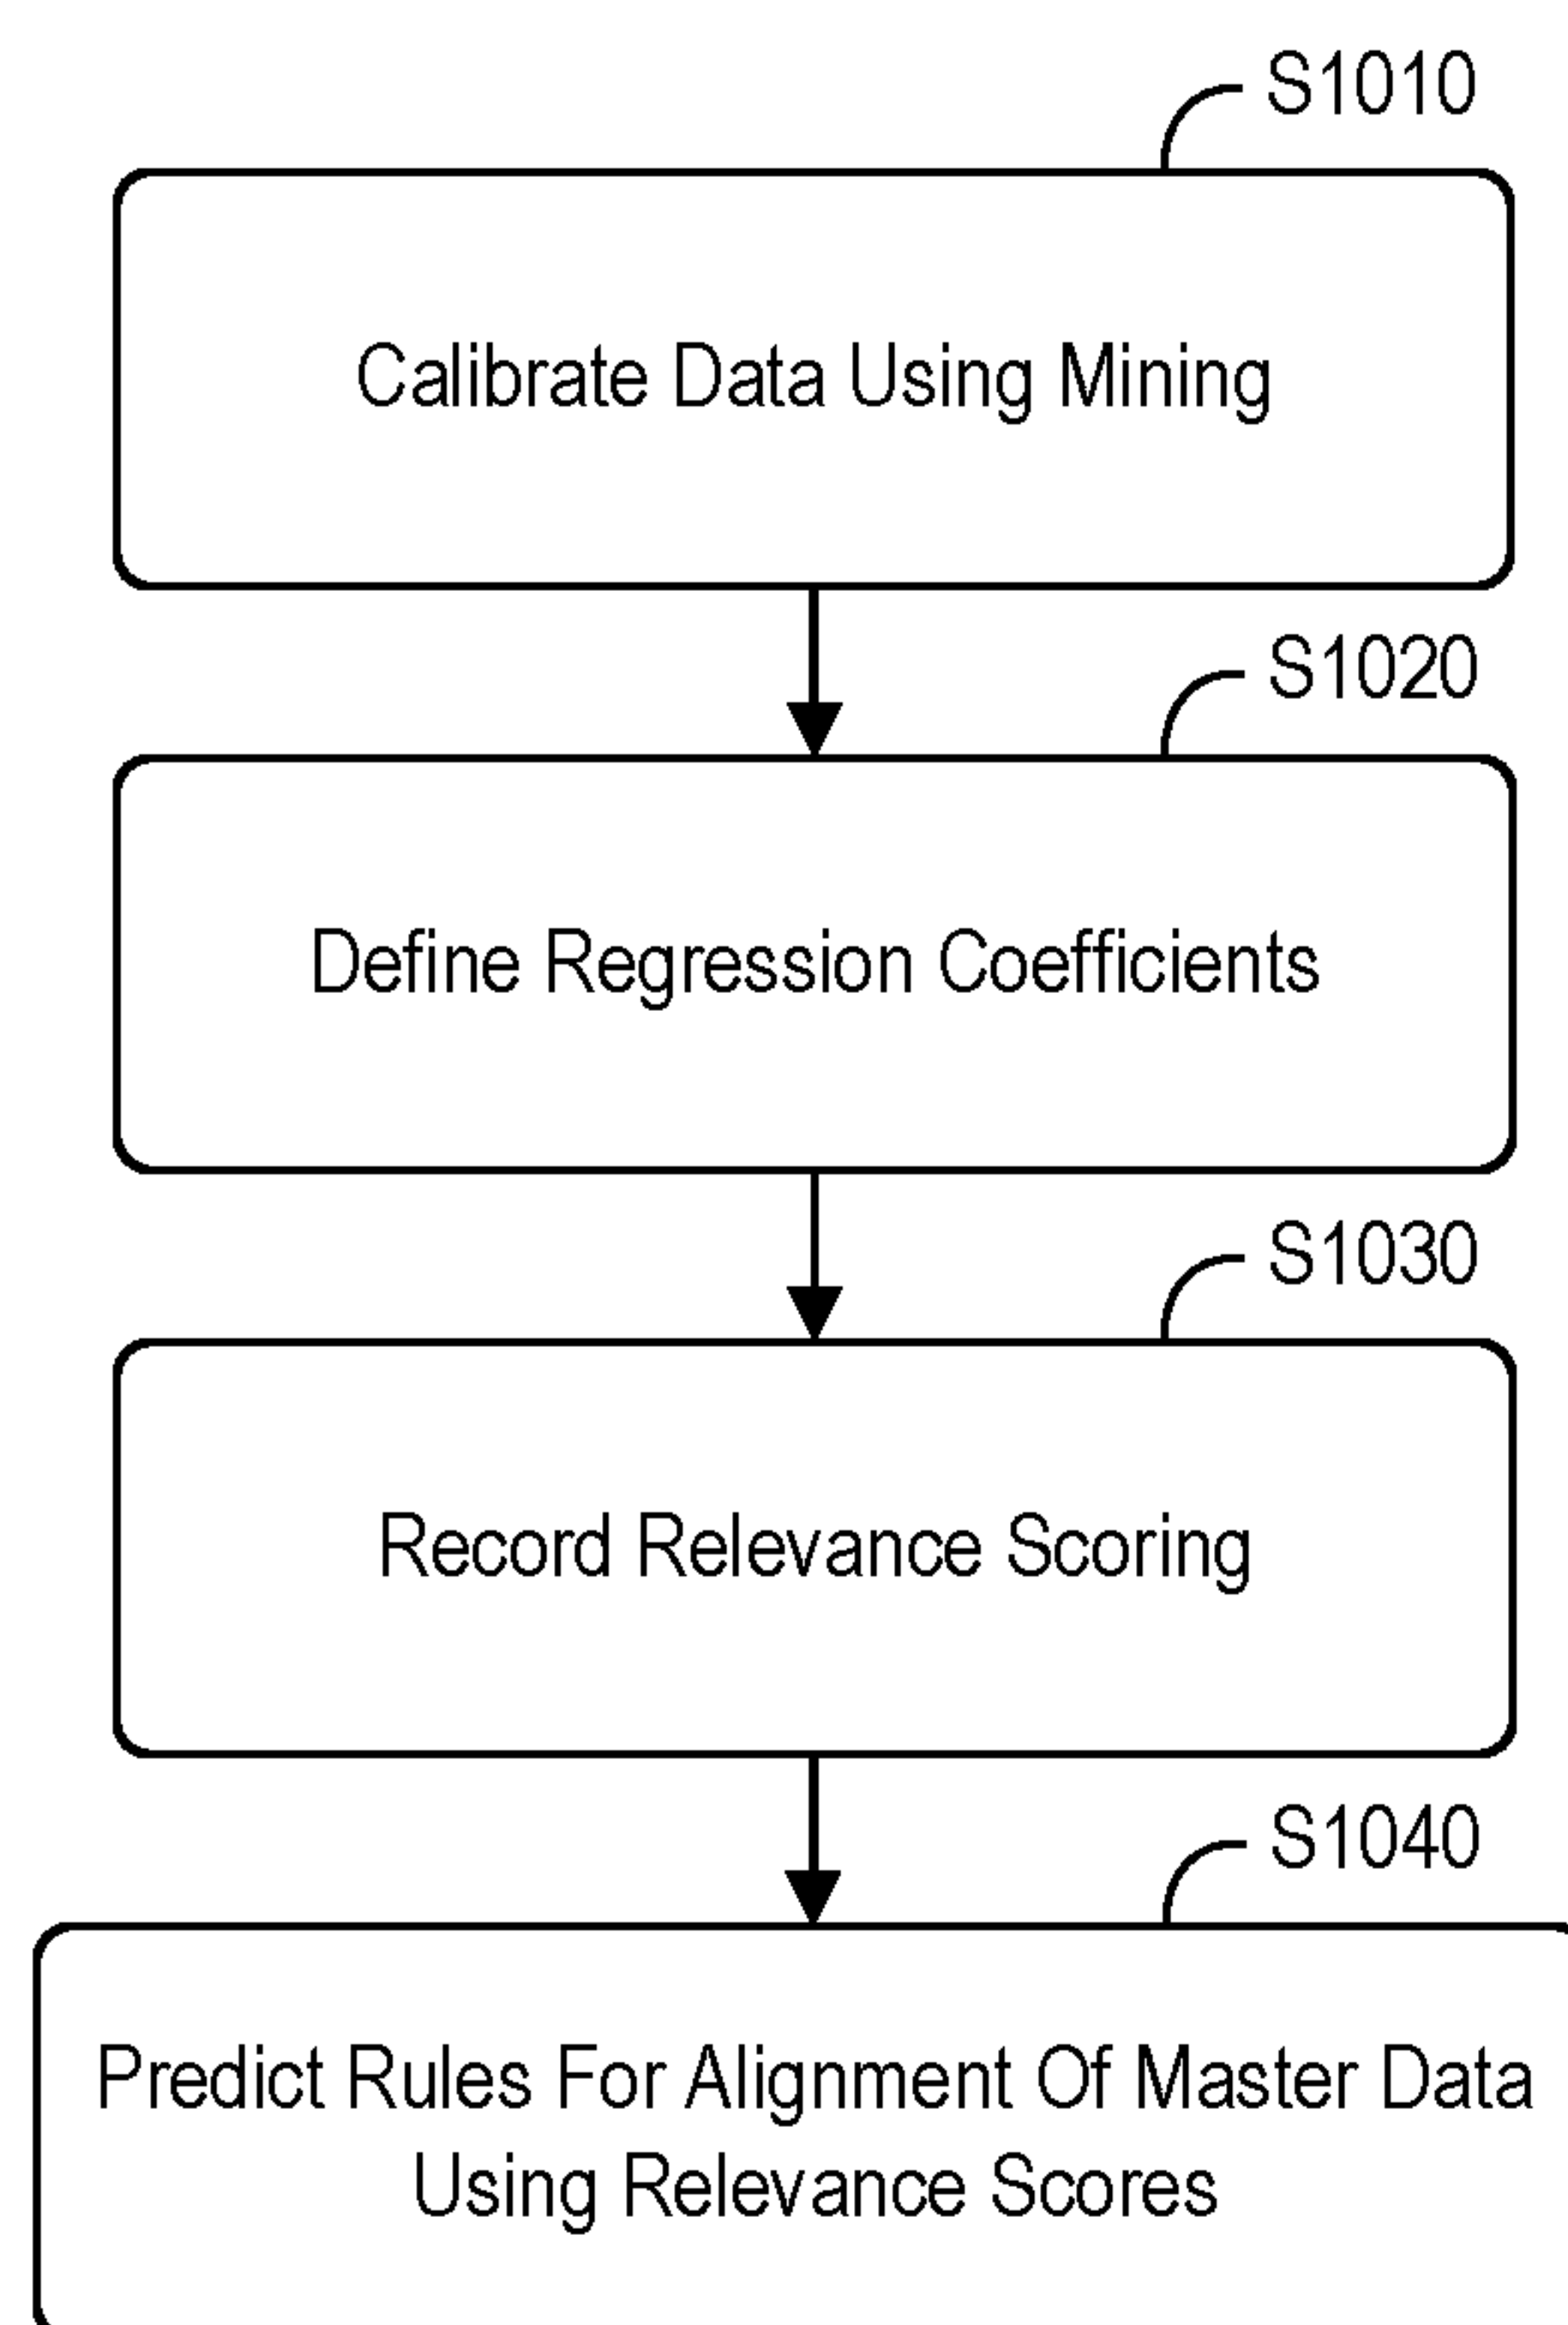 S1010
Calibrate Data Using Mining
S1020
Define Regression Coefficients
S1030
Record Relevance Scoring
S1040
Predict Rules For Alignment Of Master Data
Using Relevance Scores